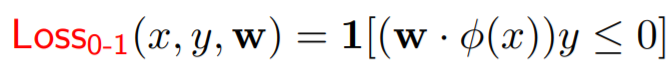 Loss₀₋₁(x, y, w) = 1[(w · ϕ(x))y ≤ 0]